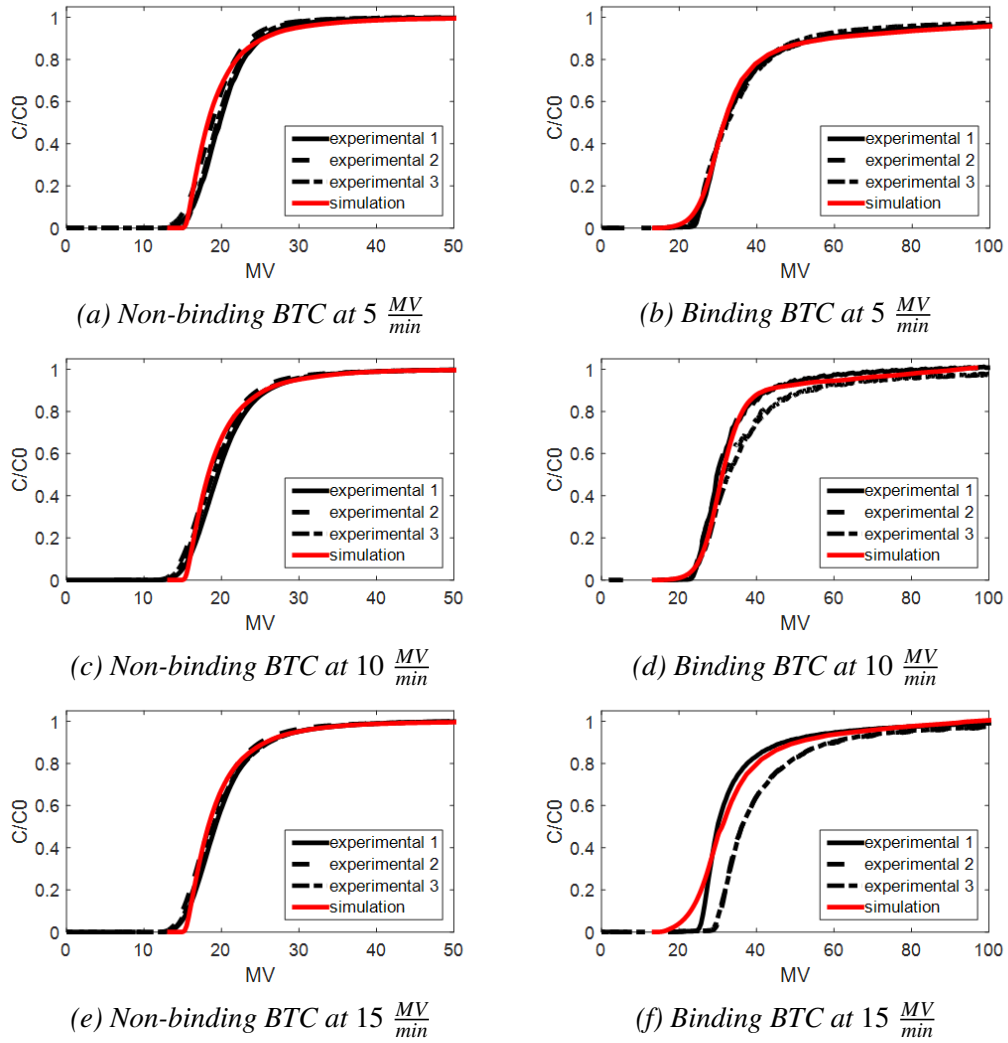 1
0.8
0.6
0.4
0.2
0
C/C0
0 10 20 30 40 50
MV
experimental 1
experimental 2
experimental 3
simulation
(a) Non-binding BTC at 5 MV/min
1
0.8
0.6
0.4
0.2
0
C/C0
0 20 40 60 80 100
MV
experimental 1
experimental 2
experimental 3
simulation
(b) Binding BTC at 5 MV/min
1
0.8
0.6
0.4
0.2
0
C/C0
0 10 20 30 40 50
MV
experimental 1
experimental 2
experimental 3
simulation
(c) Non-binding BTC at 10 MV/min
1
0.8
0.6
0.4
0.2
0
C/C0
0 20 40 60 80 100
MV
experimental 1
experimental 2
experimental 3
simulation
(d) Binding BTC at 10 MV/min
1
0.8
0.6
0.4
0.2
0
C/C0
0 10 20 30 40 50
MV
experimental 1
experimental 2
experimental 3
simulation
(e) Non-binding BTC at 15 MV/min
1
0.8
0.6
0.4
0.2
0
C/C0
0 20 40 60 80 100
MV
experimental 1
experimental 2
experimental 3
simulation
(f) Binding BTC at 15 MV/min